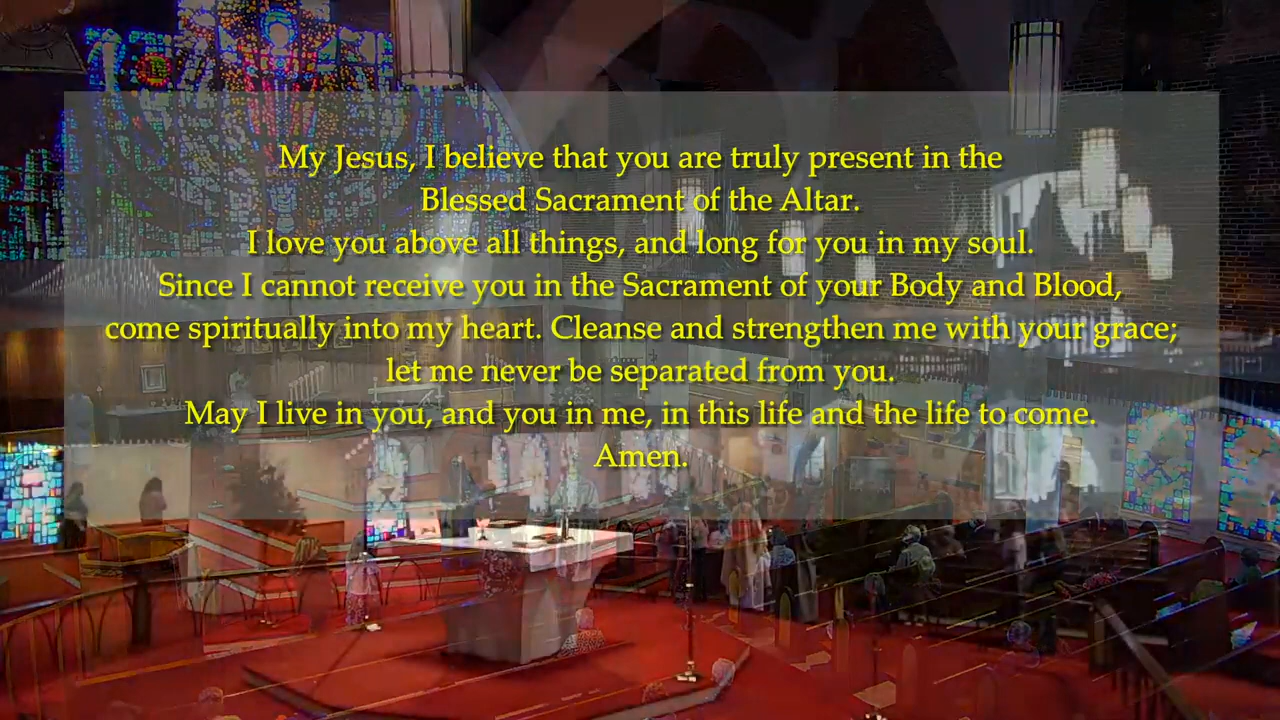 My Jesus, I believe that you are truly present in the
Blessed Sacrament of the Altar.
I love you above all things, and long for you in my soul.
Since I cannot receive you in the Sacrament of your Body and Blood,
come spiritually into my heart. Cleanse and strengthen me with your grace;
let me never be separated from you.
May I live in you, and you in me, in this life and the life to come.
Amen.